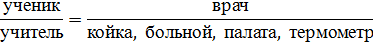 ученик = врач
учитель койка, больной, палата, термометр